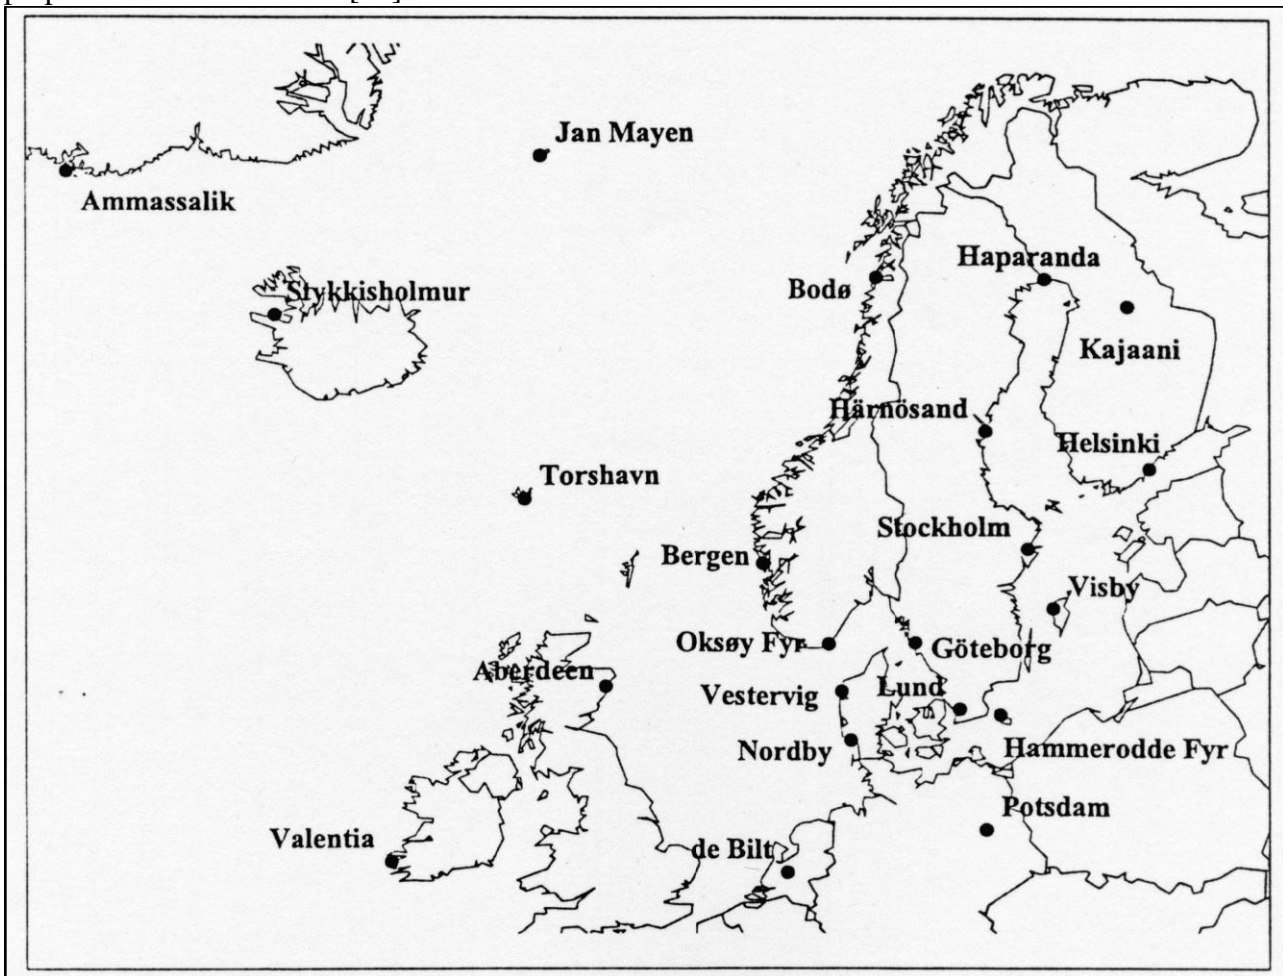 Jan Mayen
Ammassalik
Haparanda
Bodø
Stykkisholmur
Kajaani
Härnösand
Helsinki
Torshavn
Stockholm
Bergen
Visby
Oksøy Fyr
Göteborg
Aberdeen
Vestervig
Lund
Nordby
Hammerodde Fyr
Potsdam
Valentia
de Bilt